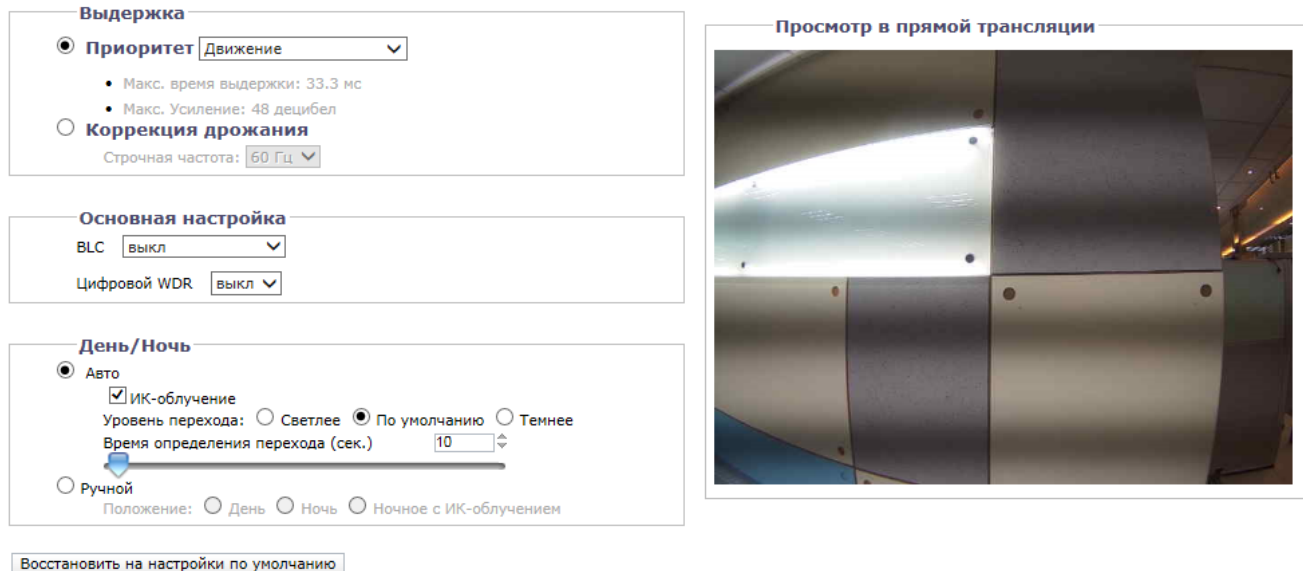 Выдержка
Приоритет Движение
Макс. время выдержки: 33.3 мс
Макс. Усиление: 48 децибел
Коррекция дрожания
Строчная частота: 60 Гц
Основная настройка
BLC выкл
Цифровой WDR выкл
День/Ночь
Авто
ИК-облучение
Уровень перехода: Светлее По умолчанию Темнее
Время определения перехода (сек.) 10
Ручной
Положение: День Ночь Ночное с ИК-облучением
Восстановить на настройки по умолчанию
Просмотр в прямой трансляции